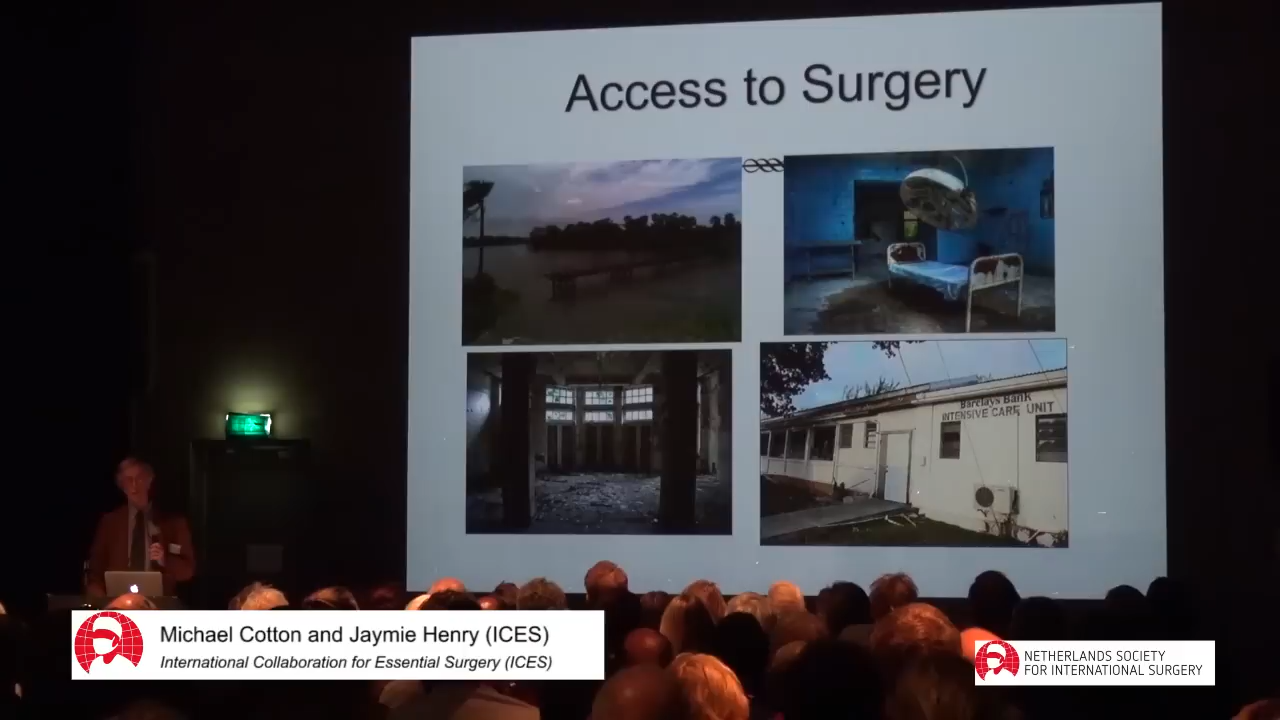 Access to Surgery
Barclays Bank
INTENSIVE CARE UNIT
Michael Cotton and Jaymie Henry (ICES)
International Collaboration for Essential Surgery (ICES)
NETHERLANDS SOCIETY
FOR INTERNATIONAL SURGERY